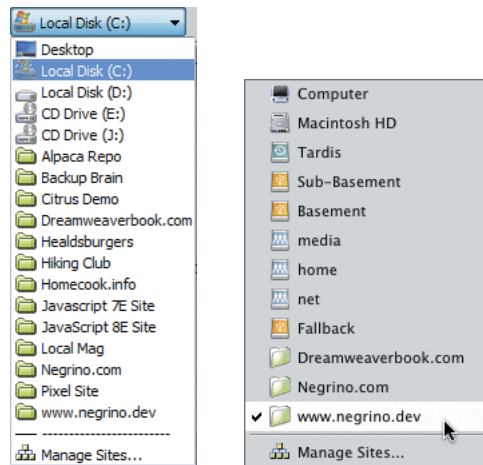 Local Disk (C:)
Desktop
Local Disk (C:)
Local Disk (D:)
CD Drive (E:)
CD Drive (J:)
Alpaca Repo
Backup Brain
Citrus Demo
Dreamweaverbook.com
Healdsburgers
Hiking Club
Homecook.info
Javascript 7E Site
JavaScript 8E Site
Local Mag
Negrino.com
Pixel Site
www.negrino.dev
--- -----------------------
Manage Sites...
Computer
Macintosh HD
Tardis
Sub-Basement
Basement
media
home
net
Fallback
Dreamweaverbook.com
Negrino.com
✓ www.negrino.dev
Manage Sites...